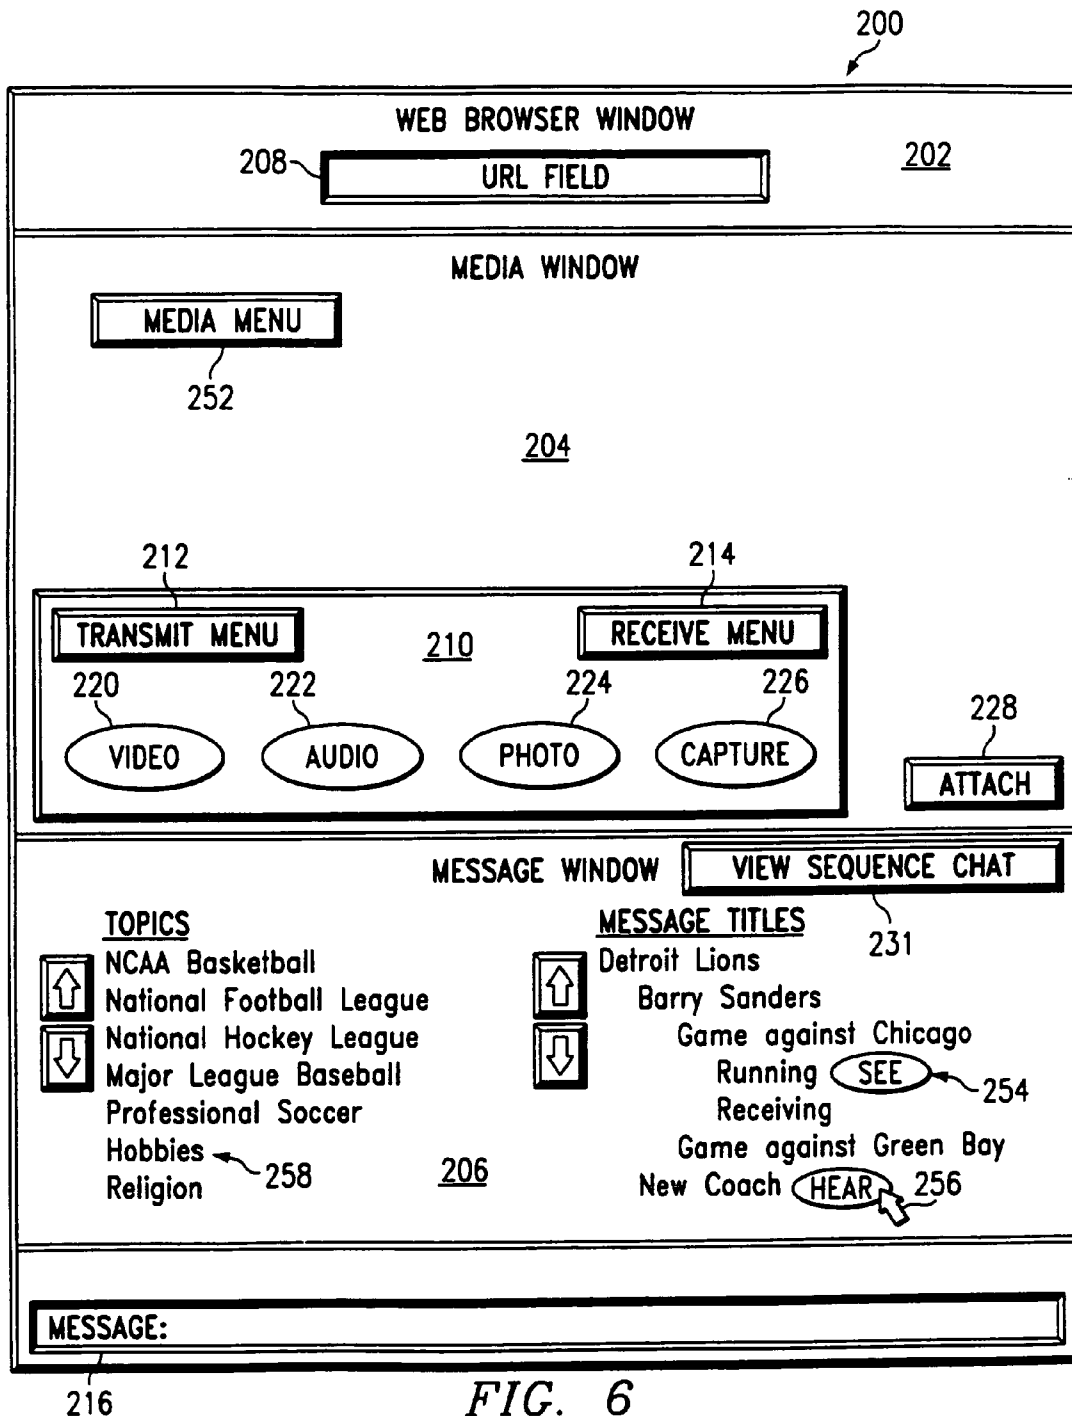 200
WEB BROWSER WINDOW
208
URL FIELD
202
MEDIA WINDOW
MEDIA MENU
252
204
212
214
TRANSMIT MENU
210
RECEIVE MENU
220
222
224
226
228
VIDEO
AUDIO
PHOTO
CAPTURE
ATTACH
MESSAGE WINDOW
VIEW SEQUENCE CHAT
231
TOPICS
NCAA Basketball
National Football League
National Hockey League
Major League Baseball
Professional Soccer
Hobbies
258
Religion
206
MESSAGE TITLES
Detroit Lions
Barry Sanders
Game against Chicago
Running SEE
254
Receiving
Game against Green Bay
New Coach HEAR
256
MESSAGE:
216
FIG. 6